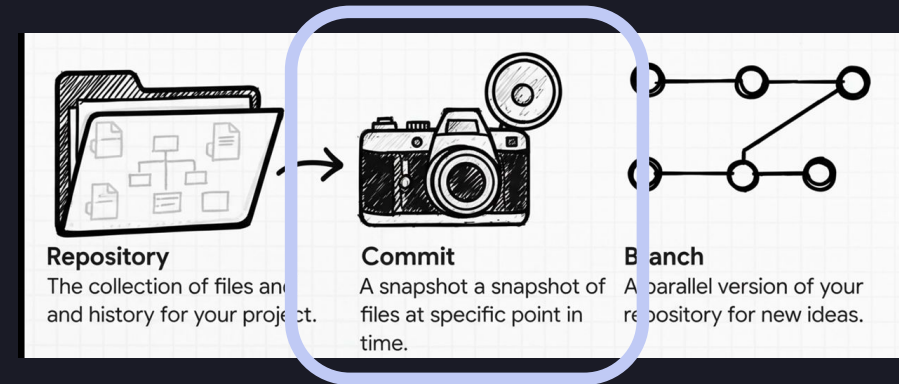 Repository
The collection of files and
and history for your project.
Commit
A snapshot a snapshot of
files at specific point in
time.
Branch
A parallel version of your
repository for new ideas.